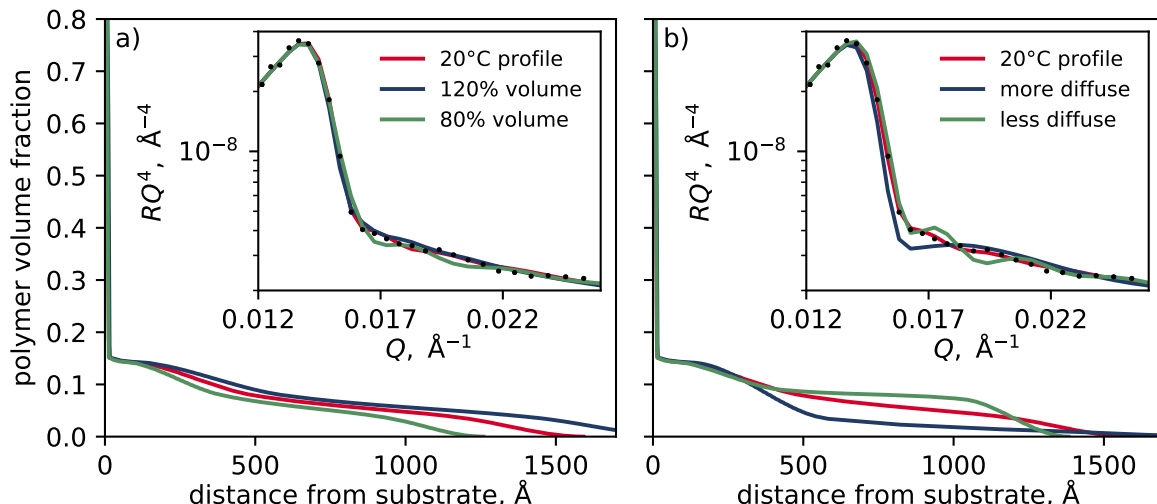 polymer volume fraction
0.8
0.7
0.6
0.5
0.4
0.3
0.2
0.1
0.0
a)
RQ⁴, Å⁻⁴
10⁻⁸
20°C profile
120% volume
80% volume
0.012
0.017
0.022
Q, Å⁻¹
0
500
1000
1500
distance from substrate, Å
b)
RQ⁴, Å⁻⁴
10⁻⁸
20°C profile
more diffuse
less diffuse
0.012
0.017
0.022
Q, Å⁻¹
0
500
1000
1500
distance from substrate, Å